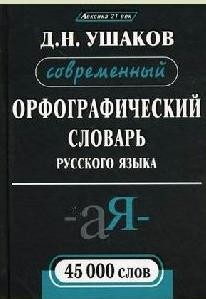 Лексика 21 век
Д.Н. УШАКОВ
современный
ОРФОГРАФИЧЕСКИЙ
СЛОВАРЬ
РУССКОГО ЯЗЫКА
-аЯ-
45 000 слов